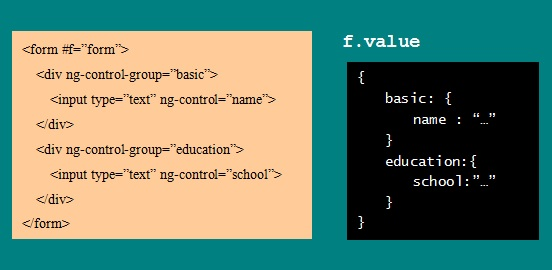 <form #f=”form”>
<div ng-control-group=”basic”>
<input type=”text” ng-control=”name”>
</div>
<div ng-control-group=”education”>
<input type=”text” ng-control=”school”>
</div>
</form>
f.value
{
basic: {
name : “…”
}
education:{
school:”…”
}
}